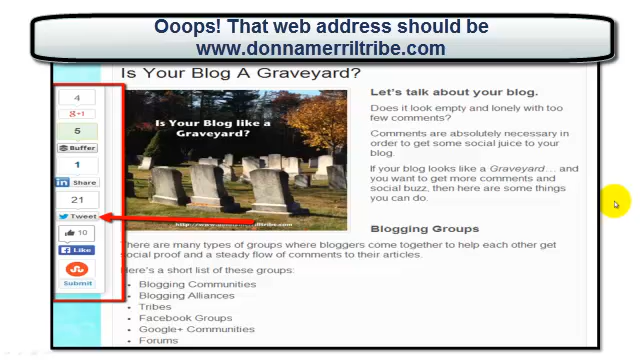 Ooops! That web address should be
www.donnamerriltribe.com
Is Your Blog A Graveyard?
4
g+1
5
Buffer
1
in Share
21
Tweet
10
Like
Submit
Is Your Blog like a
Graveyard?
http://www.donnamerriltribe.com
Let's talk about your blog.
Does it look empty and lonely with too
few comments?
Comments are absolutely necessary in
order to get some social juice to your
blog.
If your blog looks like a Graveyard... and
you want to get more comments and
social buzz, then here are some things
you can do.
Blogging Groups
There are many types of groups where bloggers come together to help each other get
social proof and a steady flow of comments to their articles.
Here's a short list of these groups:
Blogging Communities
Blogging Alliances
Tribes
Facebook Groups
Google+ Communities
Forums